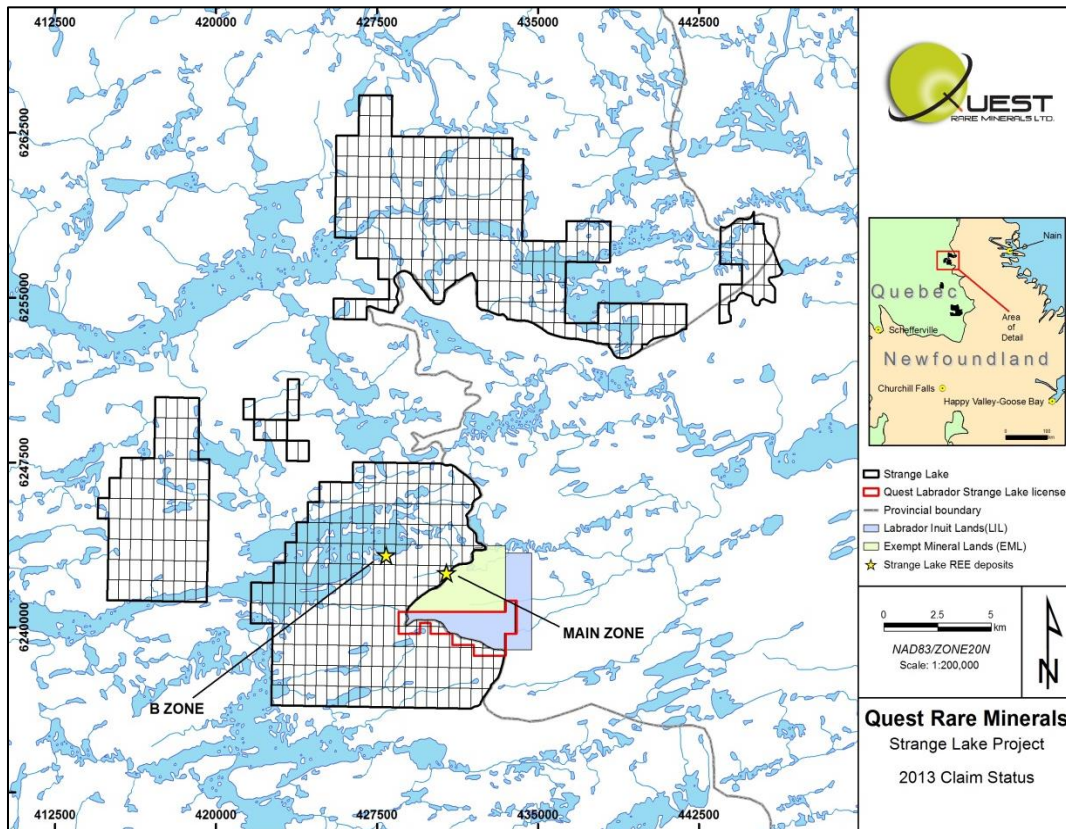 412500 420000 427500 435000 442500
6262500
6255000
6247500
6240000
MAIN ZONE
B ZONE
412500 420000 427500 435000 442500
QUEST
RARE MINERALS LTD.
Nain
Quebec
Area
of
Detail
Schefferville
Newfoundland
Churchill Falls
Happy Valley-Goose Bay
0 100
km
Strange Lake
Quest Labrador Strange Lake license
Provincial boundary
Labrador Inuit Lands(LIL)
Exempt Mineral Lands (EML)
Strange Lake REE deposits
0 2.5 5
km
NAD83/ZONE20N
Scale: 1:200,000
N
Quest Rare Minerals
Strange Lake Project
2013 Claim Status